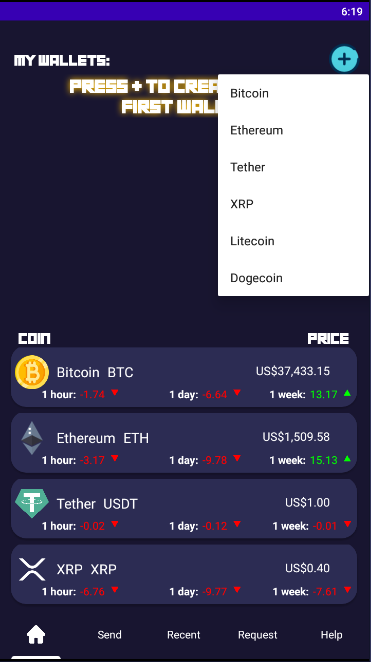 6:19
MY WALLETS:
PRESS + TO
FIRST
Bitcoin
Ethereum
Tether
XRP
Litecoin
Dogecoin
COIN PRICE
Bitcoin BTC US$37,433.15
1 hour: -1.74 ▼ 1 day: -6.64 ▼ 1 week: 13.17 ▲
Ethereum ETH US$1,509.58
1 hour: -3.17 ▼ 1 day: -9.78 ▼ 1 week: 15.13 ▲
Tether USDT US$1.00
1 hour: -0.02 ▼ 1 day: -0.12 ▼ 1 week: -0.01 ▼
XRP XRP US$0.40
1 hour: -6.76 ▼ 1 day: -9.77 ▼ 1 week: -7.61 ▼
Send Recent Request Help